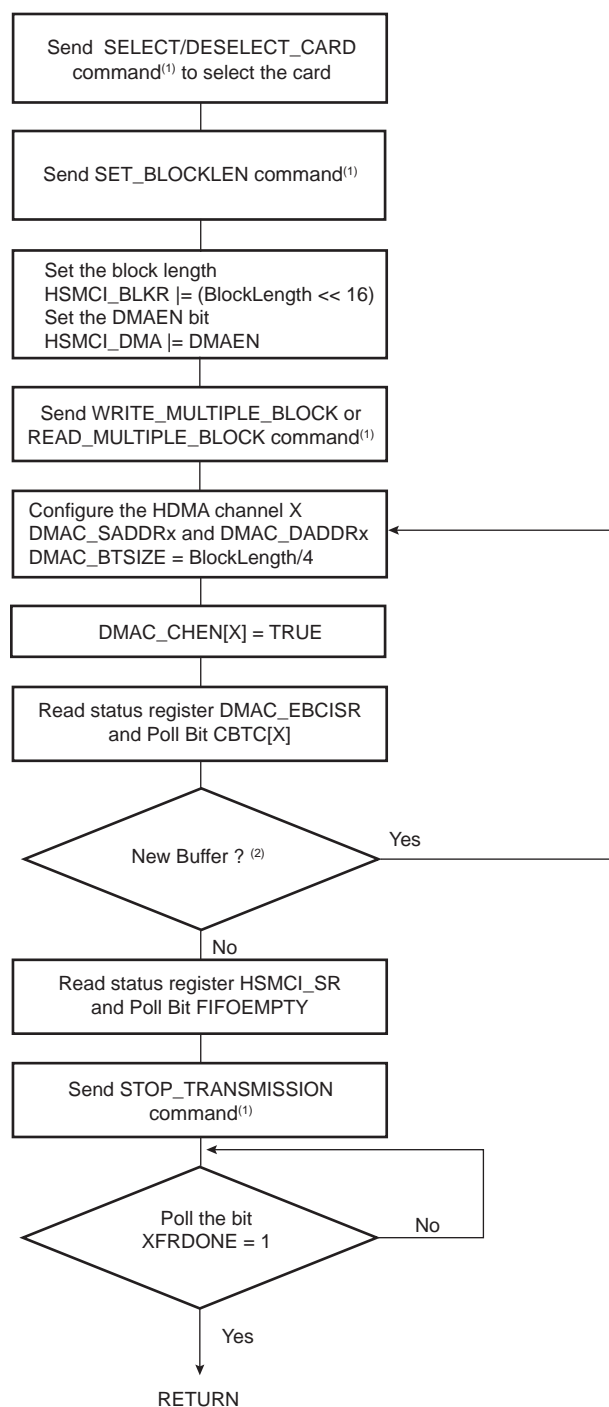 Send SELECT/DESELECT_CARD
command(1) to select the card
Send SET_BLOCKLEN command(1)
Set the block length
HSMCI_BLKR |= (BlockLength << 16)
Set the DMAEN bit
HSMCI_DMA |= DMAEN
Send WRITE_MULTIPLE_BLOCK or
READ_MULTIPLE_BLOCK command(1)
Configure the HDMA channel X
DMAC_SADDRx and DMAC_DADDRx
DMAC_BTSIZE = BlockLength/4
DMAC_CHEN[X] = TRUE
Read status register DMAC_EBCISR
and Poll Bit CBTC[X]
New Buffer ? (2)
Yes
No
Read status register HSMCI_SR
and Poll Bit FIFOEMPTY
Send STOP_TRANSMISSION
command(1)
Poll the bit
XFRDONE = 1
No
Yes
RETURN